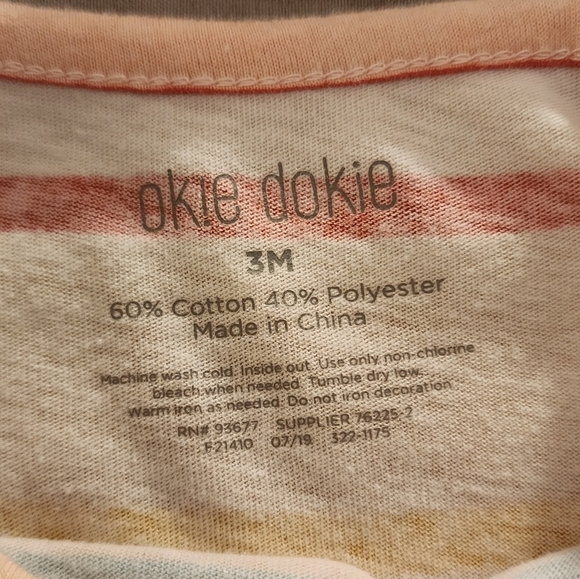 okie dokie
3M
60% Cotton 40% Polyester
Made in China
Machine wash cold. Inside out. Use only non-chlorine
bleach when needed. Tumble dry low.
Warm iron as needed. Do not iron decoration
RN# 93677 SUPPLIER 76225-2
F21410 07/19 322-1175